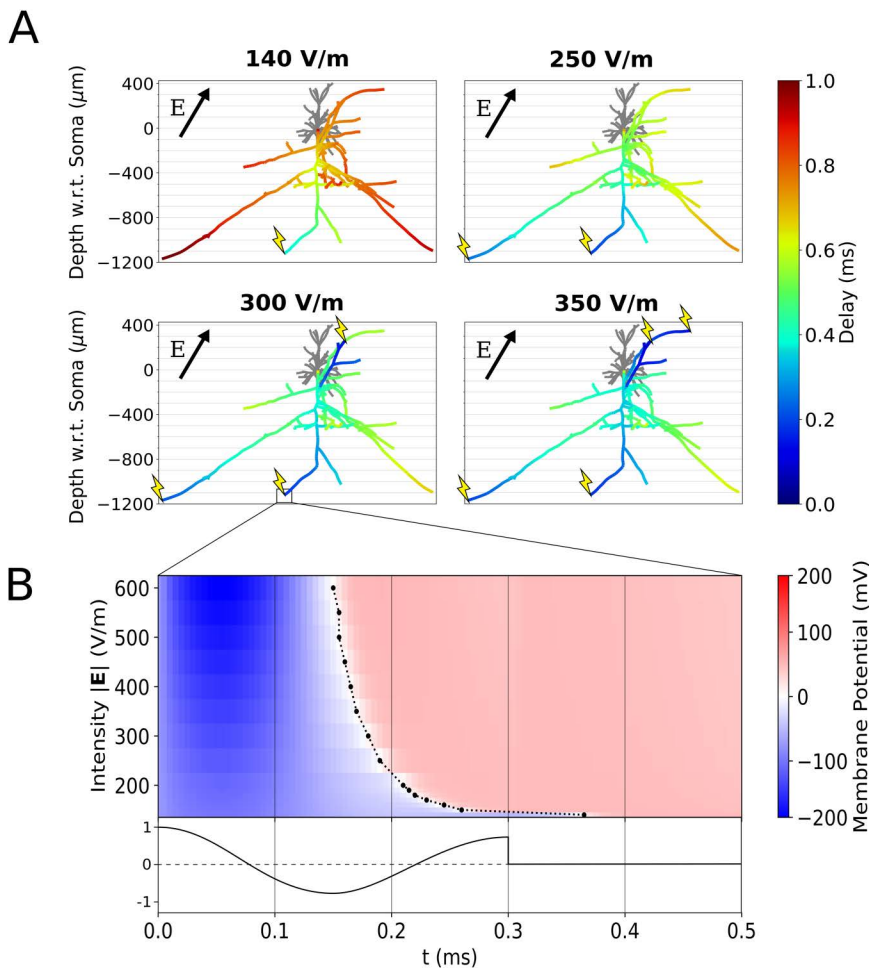 A
140 V/m
250 V/m
Depth w.r.t. Soma (μm)
400
0
−400
−800
−1200
E
E
300 V/m
350 V/m
Depth w.r.t. Soma (μm)
400
0
−400
−800
−1200
E
E
1.0
0.8
0.6
0.4
0.2
0.0
Delay (ms)
B
Intensity |E| (V/m)
600
500
400
300
200
200
100
0
−100
−200
Membrane Potential (mV)
1
0
-1
0.0 0.1 0.2 0.3 0.4 0.5
t (ms)